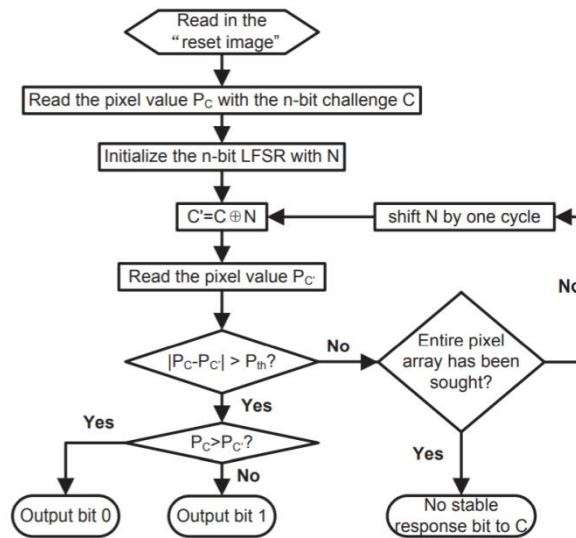 Read in the
“reset image”
Read the pixel value P_C with the n-bit challenge C
Initialize the n-bit LFSR with N
C'=C⊕N
shift N by one cycle
Read the pixel value P_C'
No
|P_C-P_C'| > P_th?
No
Entire pixel
array has been
sought?
Yes
Yes
P_C>P_C'?
Yes
No
Output bit 0
Output bit 1
No stable
response bit to C